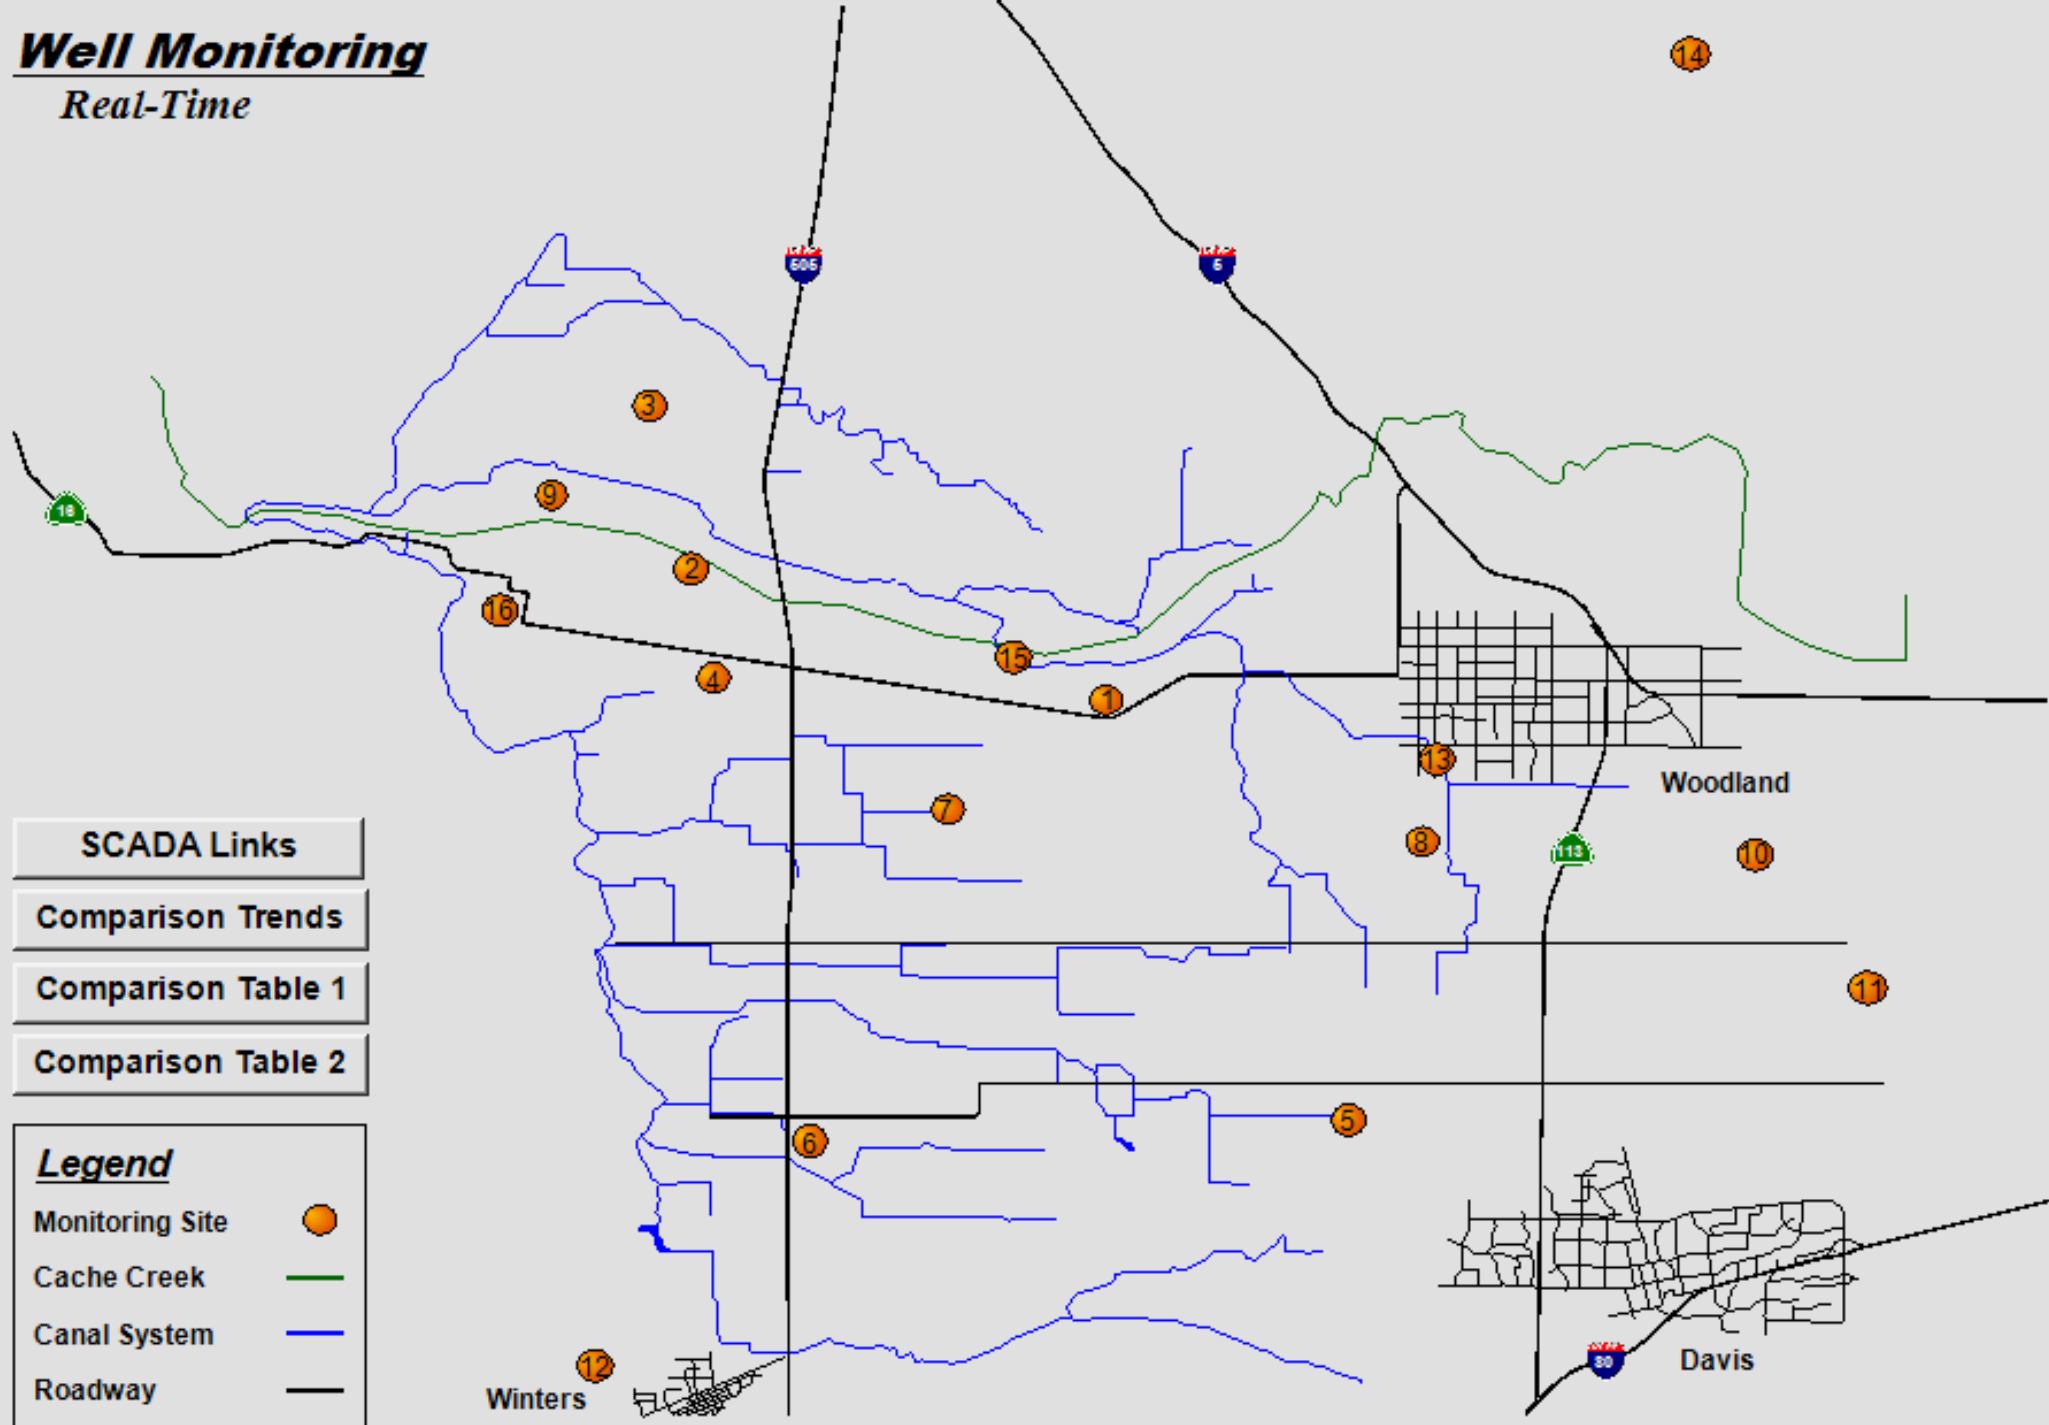 Well Monitoring
Real-Time
14
505
5
3
9
16
2
16
15
4
1
13
Woodland
7
8
113
10
SCADA Links
Comparison Trends
Comparison Table 1
11
Comparison Table 2
5
6
Legend
Monitoring Site
Cache Creek
Canal System
Roadway
80
Davis
12
Winters